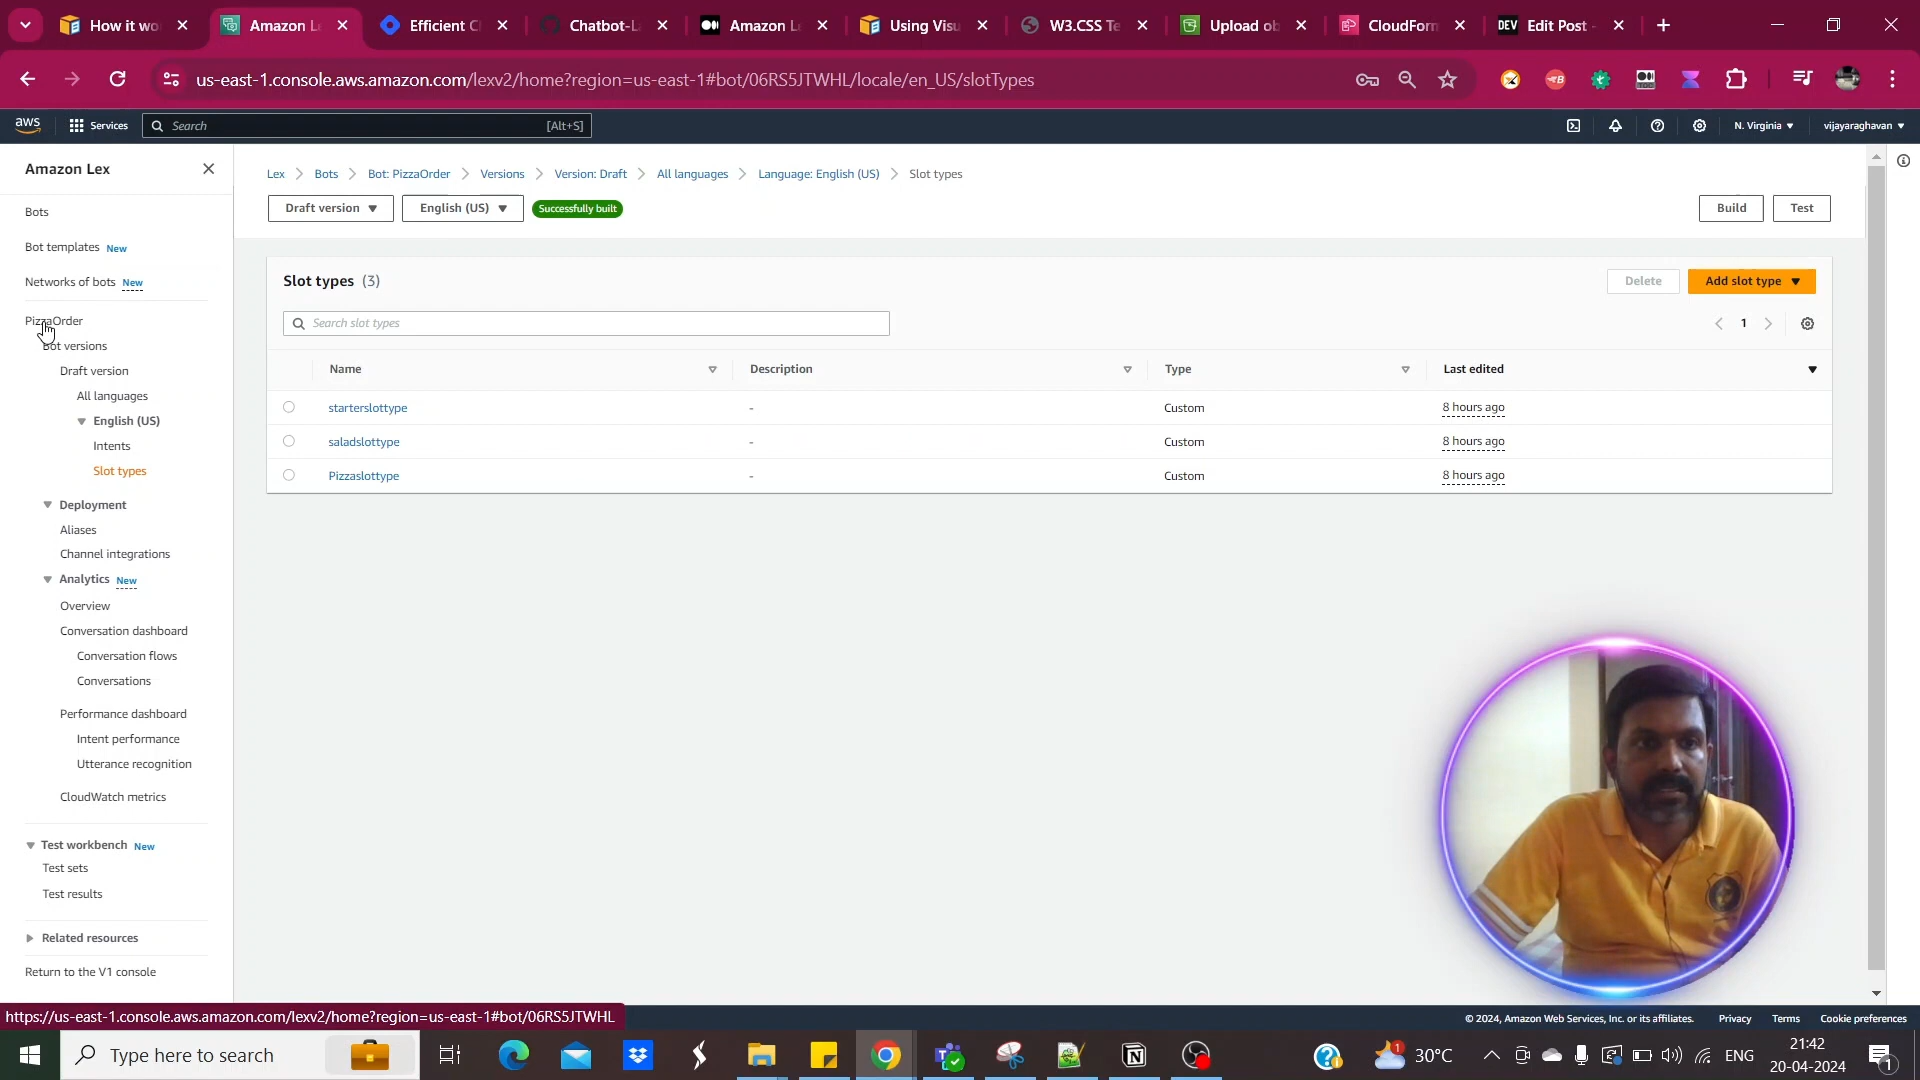 How it wo
Amazon L
Efficient C
Chatbot-L
Amazon L
Using Visu
W3.CSS Te
Upload ob
CloudForm
DEV Edit Post -
us-east-1.console.aws.amazon.com/lexv2/home?region=us-east-1#bot/06RS5JTWHL/locale/en_US/slotTypes
aws Services Search [Alt+S] N. Virginia vijayaraghavan
Amazon Lex
Bots
Bot templates New
Networks of bots New
PizzaOrder
Bot versions
Draft version
All languages
English (US)
Intents
Slot types
Deployment
Aliases
Channel integrations
Analytics New
Overview
Conversation dashboard
Conversation flows
Conversations
Performance dashboard
Intent performance
Utterance recognition
CloudWatch metrics
Test workbench New
Test sets
Test results
Related resources
Return to the V1 console
Lex Bots Bot: PizzaOrder Versions Version: Draft All languages Language: English (US) Slot types
Draft version English (US) Successfully built Build Test
Slot types (3) Delete Add slot type
Search slot types 1
Name Description Type Last edited
starterslottype - Custom 8 hours ago
saladslottype - Custom 8 hours ago
Pizzaslottype - Custom 8 hours ago
https://us-east-1.console.aws.amazon.com/lexv2/home?region=us-east-1#bot/06RS5JTWHL
© 2024, Amazon Web Services, Inc. or its affiliates. Privacy Terms Cookie preferences
Type here to search 1 30°C ENG 21:42
20-04-2024 1